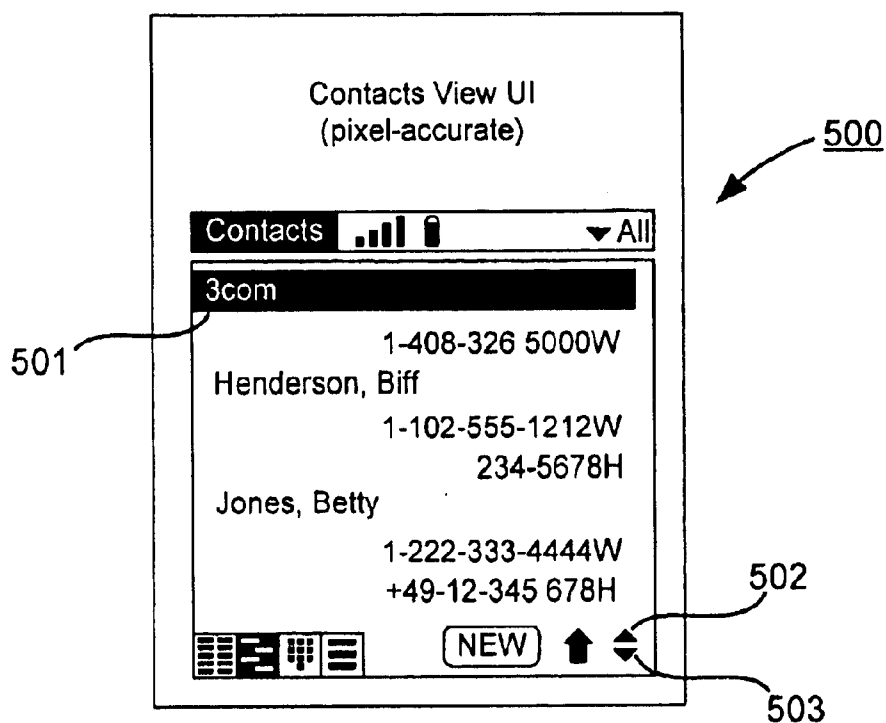 Contacts View UI
(pixel-accurate)
500
Contacts
All
3com
501
1-408-326 5000W
Henderson, Biff
1-102-555-1212W
234-5678H
Jones, Betty
1-222-333-4444W
+49-12-345 678H
502
NEW
503